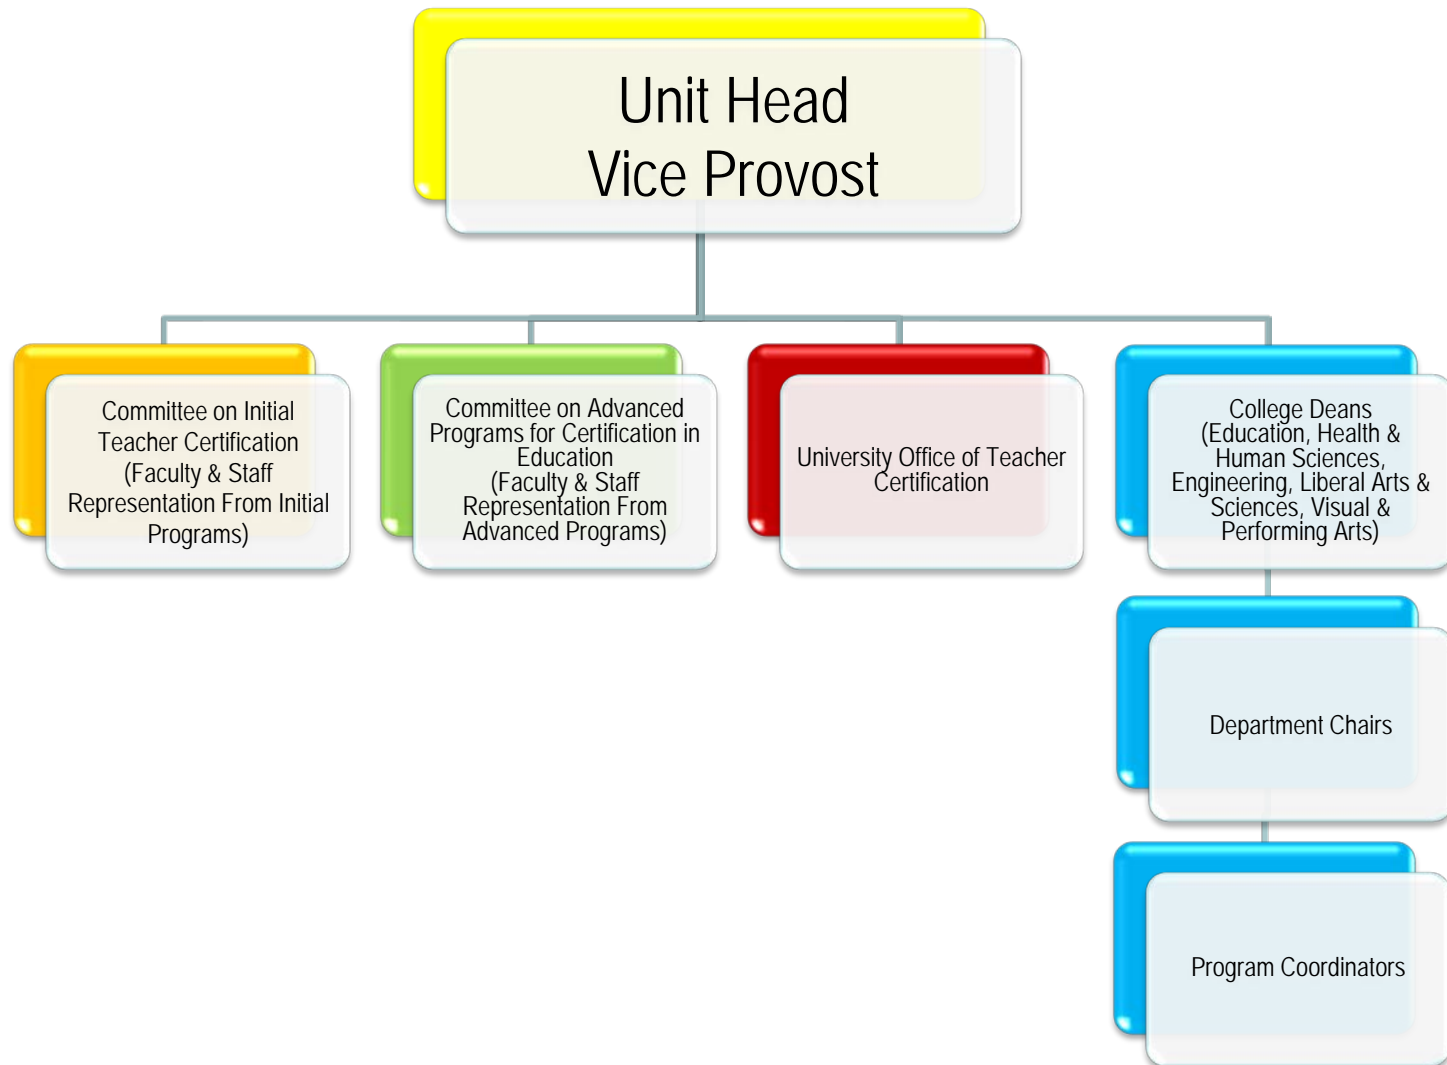 Unit Head
Vice Provost
Committee on Initial
Teacher Certification
(Faculty & Staff
Representation From Initial
Programs)
Committee on Advanced
Programs for Certification in
Education
(Faculty & Staff
Representation From
Advanced Programs)
University Office of Teacher
Certification
College Deans
(Education, Health &
Human Sciences,
Engineering, Liberal Arts &
Sciences, Visual &
Performing Arts)
Department Chairs
Program Coordinators